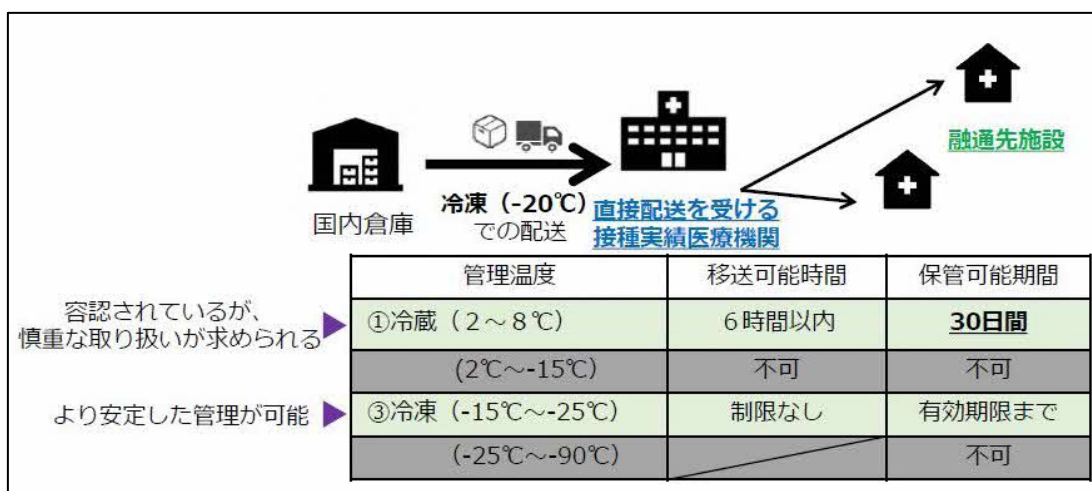 融通先施設
国内倉庫
冷凍（-20℃）
での配送
直接配送を受ける
接種実績医療機関
管理温度 移送可能時間 保管可能期間
容認されているが、
慎重な取り扱いが求められる
①冷蔵（2～8℃） 6時間以内 30日間
(2℃～-15℃) 不可 不可
より安定した管理が可能
③冷凍（-15℃～-25℃） 制限なし 有効期限まで
（-25℃～-90℃） 不可